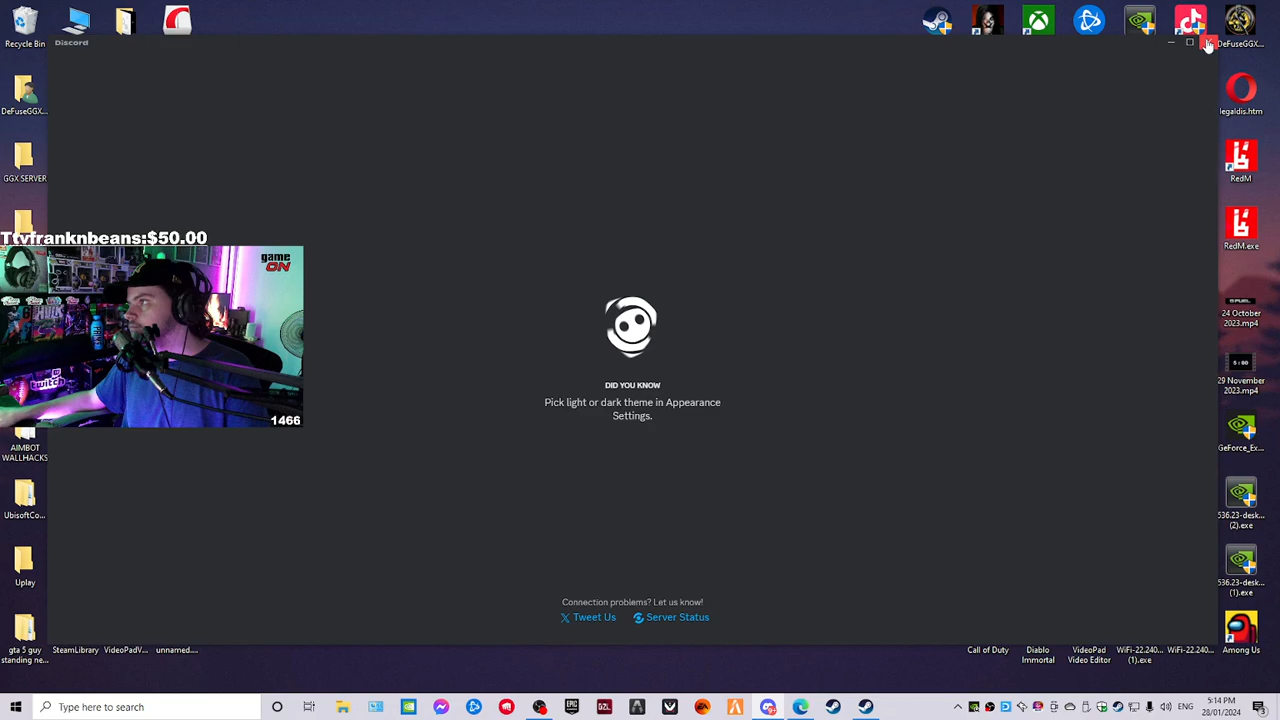 Recycle Bin
Discord
DeFuseGGX...
DeFuseGGX...
legaldis.htm
GGX SERVER
RedM
Ttvfranknbeans:$50.00
RedM.exe
game
ON
24 October
2023.mp4
DID YOU KNOW
Pick light or dark theme in Appearance
Settings.
29 November
2023.mp4
twitch
1466
AIMBOT
WALLHACKS
GeForce_Ex...
UbisoftCo...
536.23-desk...
(2).exe
Uplay
536.23-desk...
(1).exe
Connection problems? Let us know!
Tweet Us
Server Status
gta 5 guy
standing ne...
SteamLibrary
VideoPadV...
unnamed....
Call of Duty
Diablo
Immortal
VideoPad
Video Editor
WiFi-22.240...
(1).exe
WiFi-22.240...
Among Us
Type here to search
EPIC
GAMES
DZL
ENG
5:14 PM
28/01/2024
3